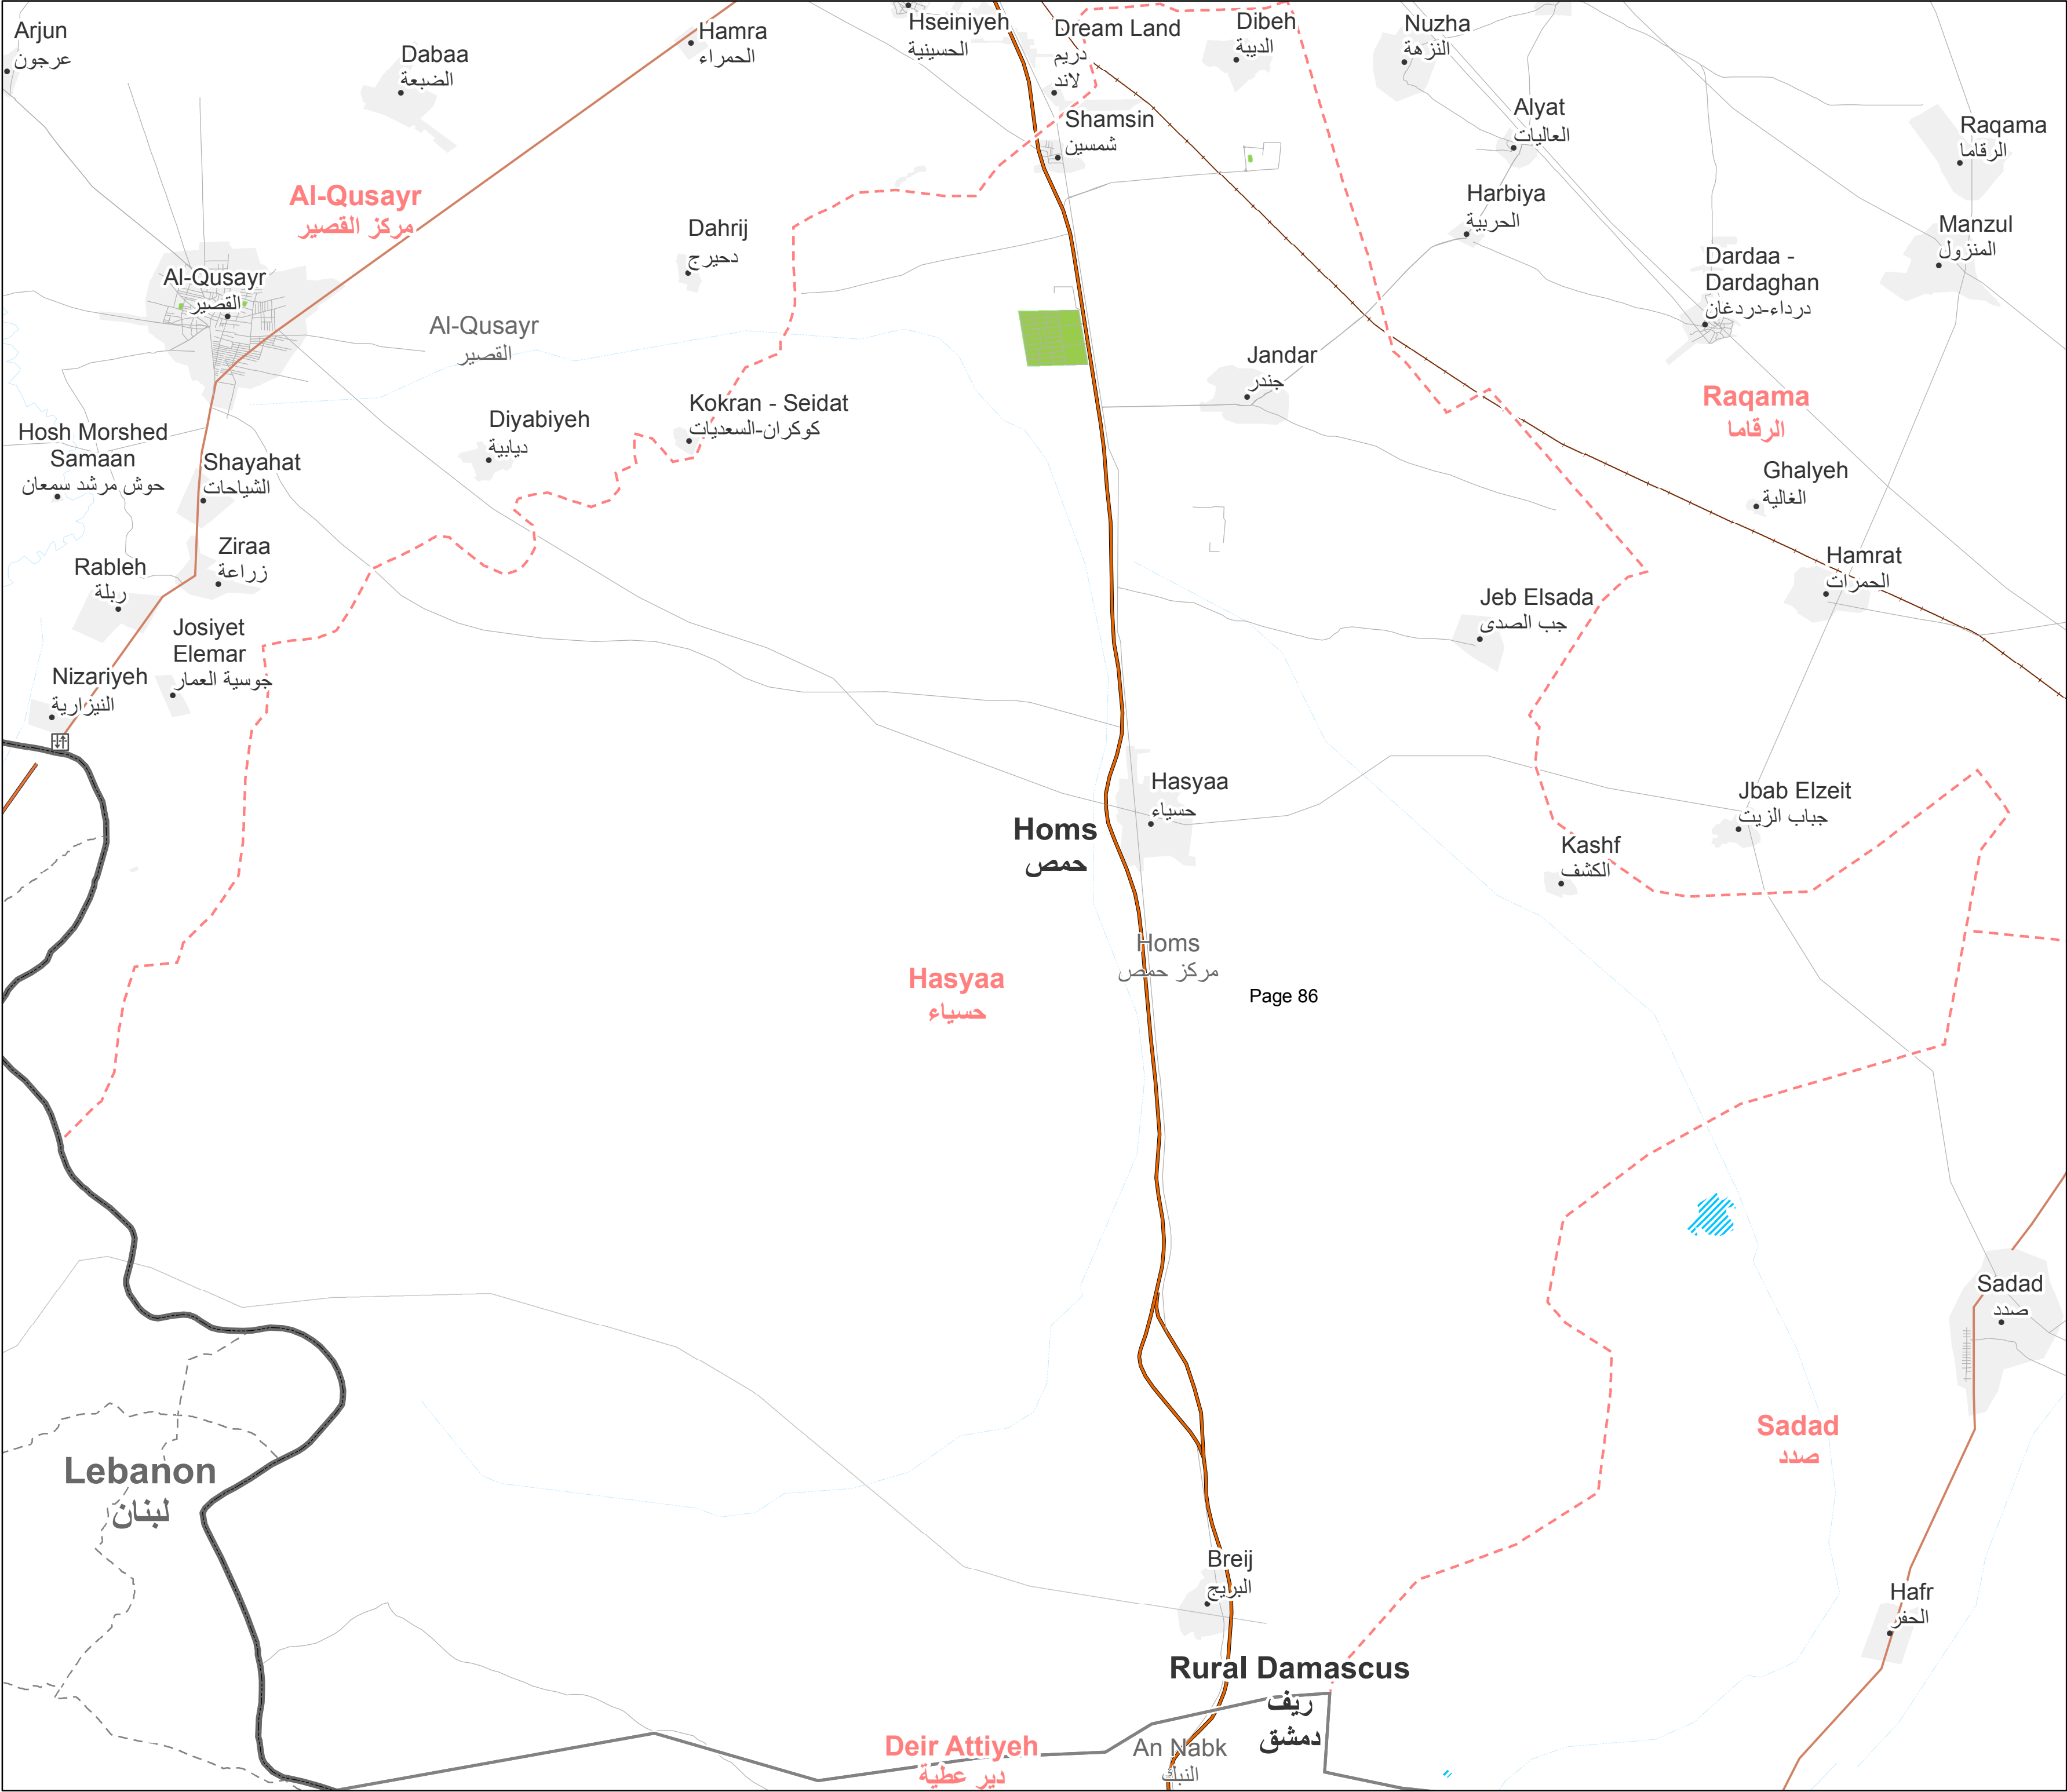 Arjun
عرجون
Dabaa
الضبعة
Hamra
الحمراء
Hseiniyeh
الحسينية
Dream Land
دريم
لاند
Dibeh
الديبة
Nuzha
النزهة
Shamsin
شمسين
Alyat
العاليات
Raqama
الرقاما
Al-Qusayr
مركز القصير
Harbiya
الحربية
Manzul
المنزول
Dahrij
دحيرج
Dardaa -
Dardaghan
درداء-دردغان
Al-Qusayr
القصير
Al-Qusayr
القصير
Jandar
جندر
Raqama
الرقاما
Kokran - Seidat
كوكران-السعديات
Diyabiyeh
ديابية
Hosh Morshed
Samaan
حوش مرشد سمعان
Shayahat
الشياحات
Ghalyeh
الغالية
Ziraa
زراعة
Rableh
ربلة
Hamrat
الحمرات
Jeb Elsada
جب الصدى
Josiyet
Elemar
جوسية العمار
Nizariyeh
النيزارية
Hasyaa
حسياء
Jbab Elzeit
جباب الزيت
Homs
حمص
Kashf
الكشف
Homs
مركز حمص
Hasyaa
حسياء
Page 86
Sadad
صدد
Sadad
صدد
Lebanon
لبنان
Breij
البريج
Hafr
الحفر
Rural Damascus
ريف
دمشق
Deir Attiyeh
دير عطية
An Nabk
النبك